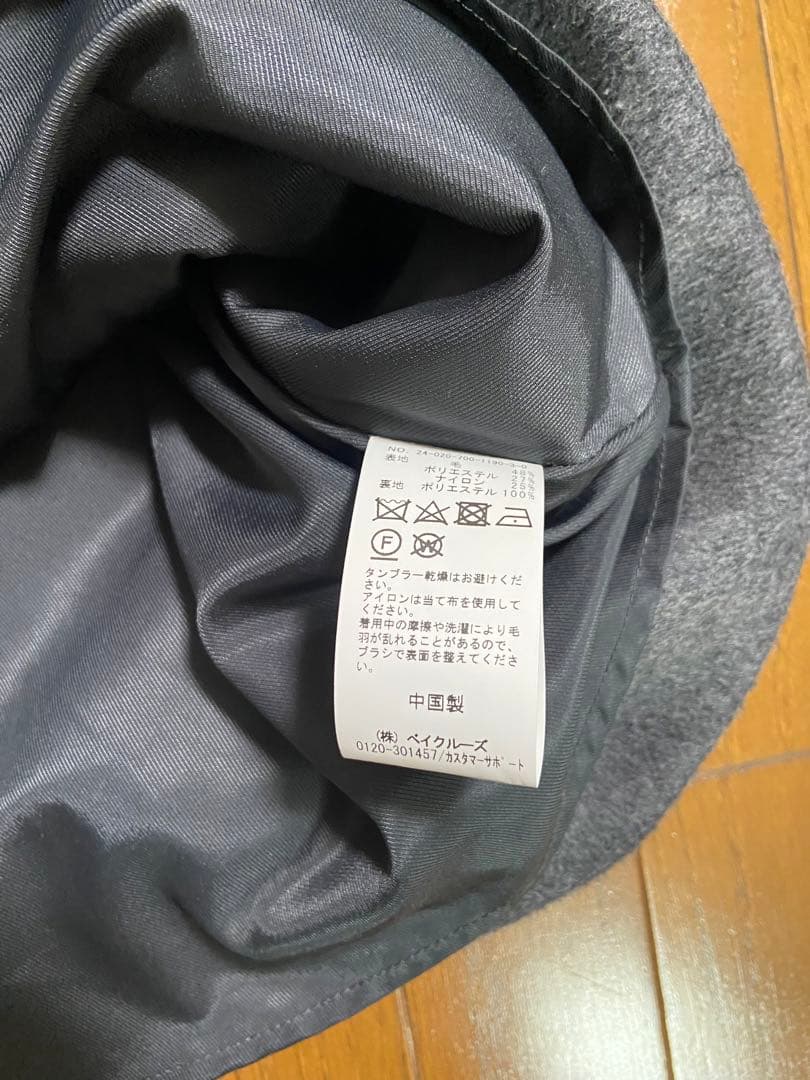 NO. 24-020-700-1190-3-0
表地 毛 48%
ポリエステル 27%
ナイロン 25%
裏地 ポリエステル 100%
F W
タンブラー乾燥はお避けくだ
さい。
アイロンは当て布を使用して
ください。
着用中の摩擦や洗濯により毛
羽が乱れることがあるので、
ブラシで表面を整えてくださ
い。
中国製
(株) ベイクルーズ
0120-301457/カスタマーサポート